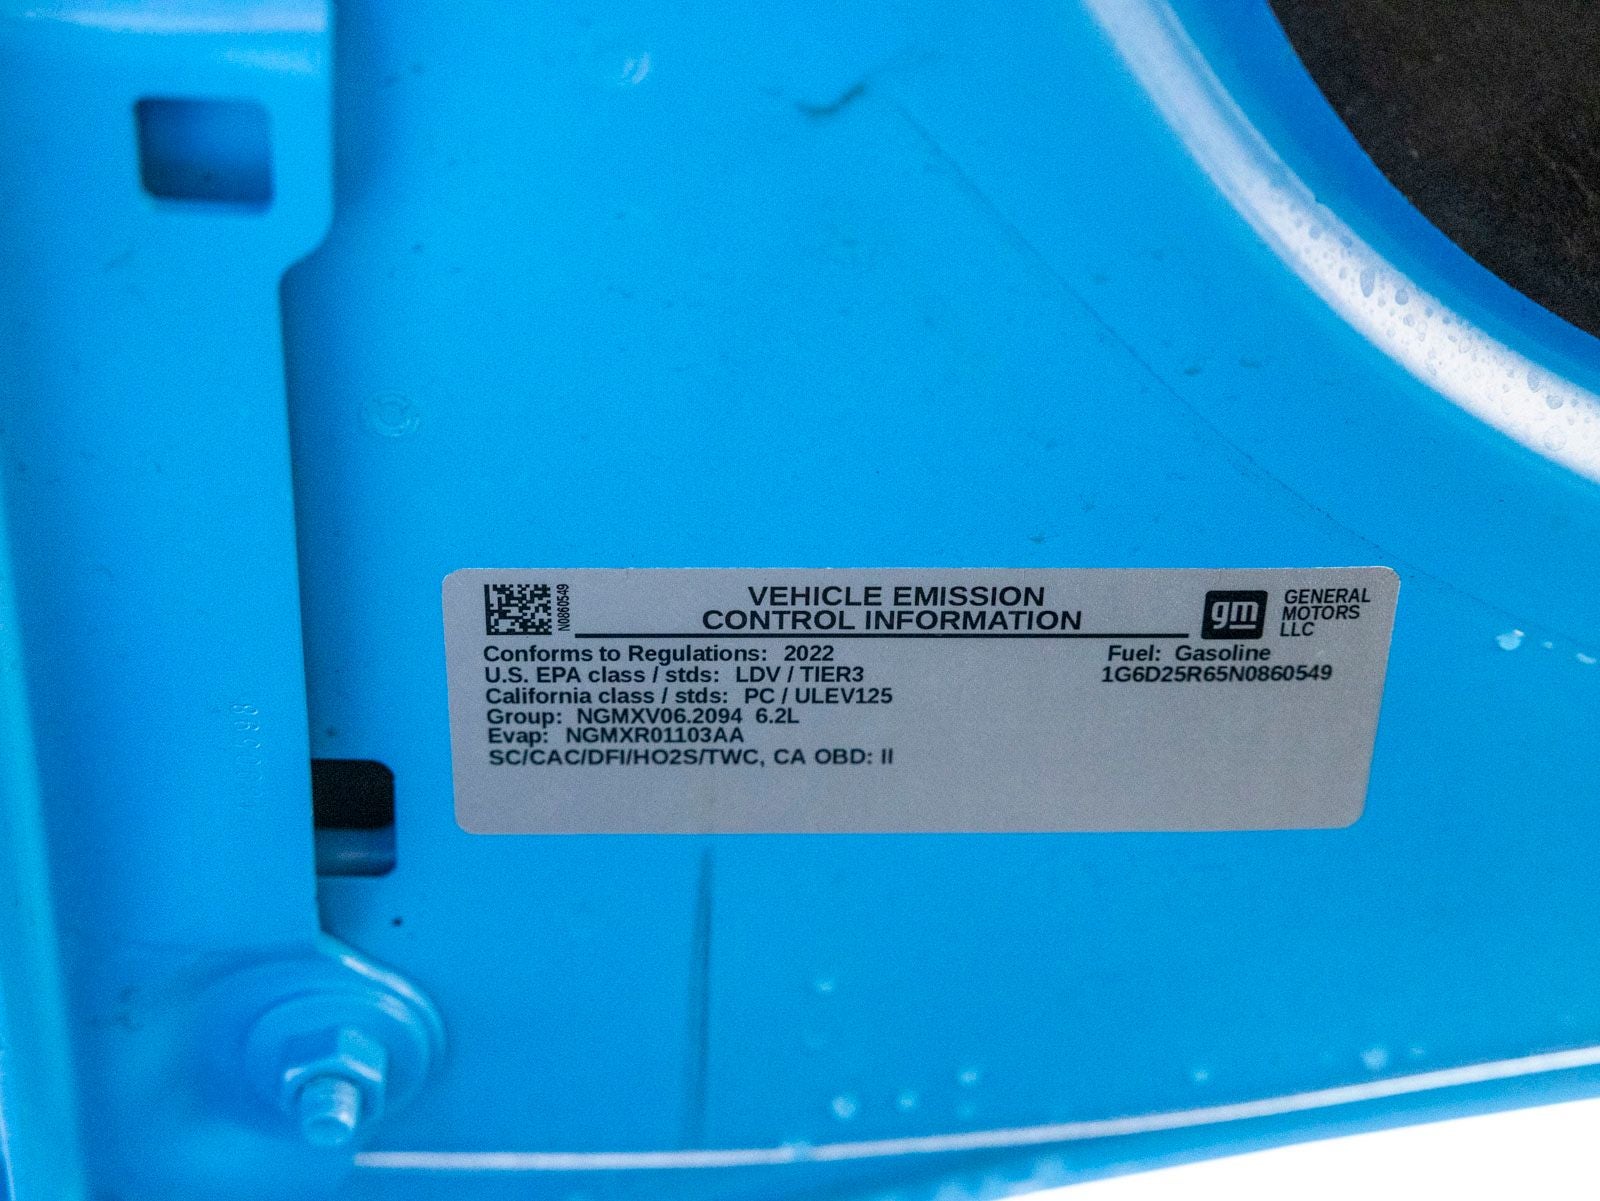 N0860549
VEHICLE EMISSION
CONTROL INFORMATION
gm
GENERAL
MOTORS
LLC
Conforms to Regulations: 2022
U.S. EPA class / stds: LDV / TIER3
California class / stds: PC / ULEV125
Group: NGMXV06.2094 6.2L
Evap: NGMXR01103AA
SC/CAC/DFI/HO2S/TWC, CA OBD: II
Fuel: Gasoline
1G6D25R65N0860549